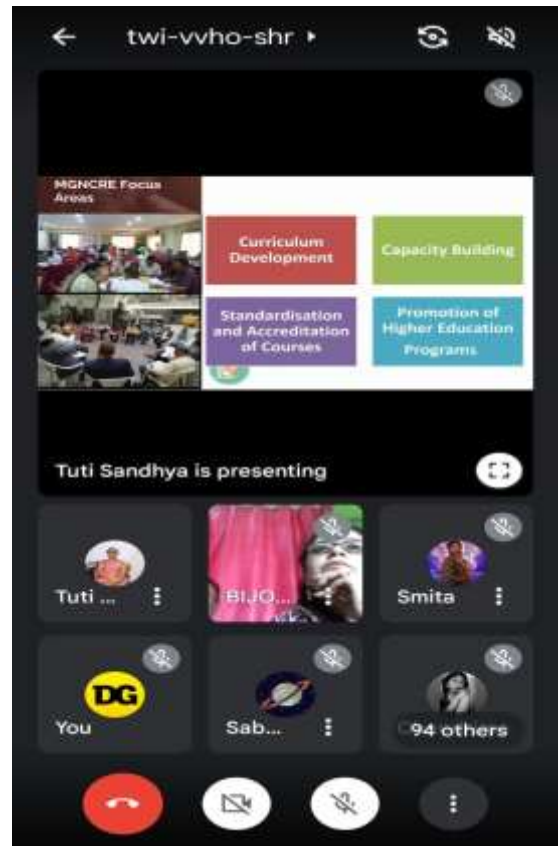 twi-vvho-shr
MGNCRE Focus
Areas
Curriculum
Development
Capacity Building
Standardisation
and Accreditation
of Courses
Promotion of
Higher Education
Programs
Tuti Sandhya is presenting
Tuti ...
BIJO...
Smita
DG
You
Sab...
94 others